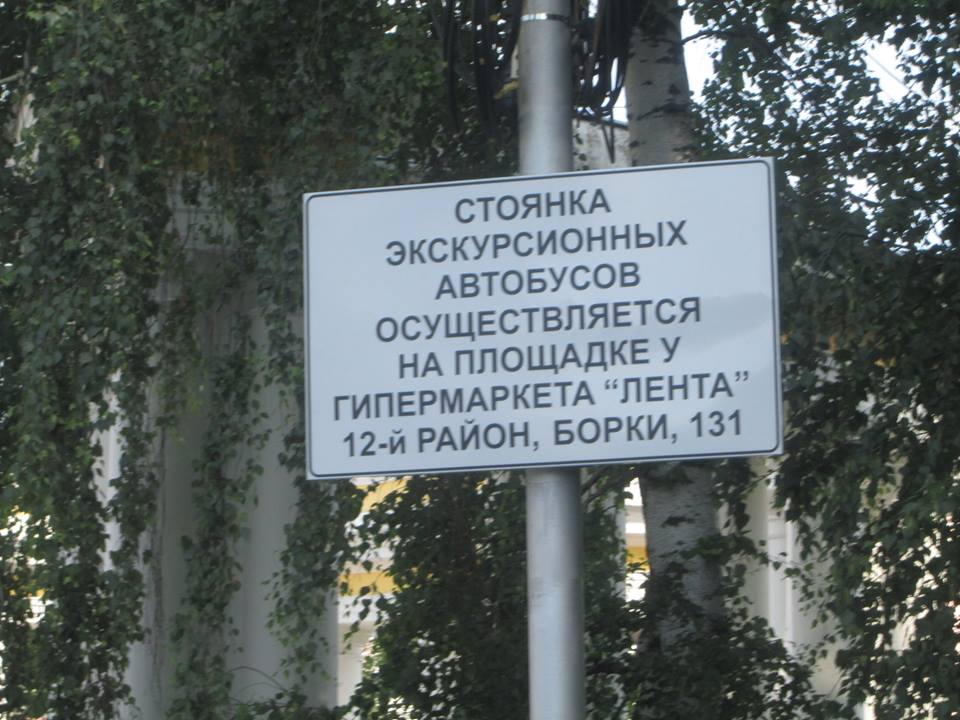 СТОЯНКА
ЭКСКУРСИОННЫХ
АВТОБУСОВ
ОСУЩЕСТВЛЯЕТСЯ
НА ПЛОЩАДКЕ У
ГИПЕРМАРКЕТА “ЛЕНТА”
12-й РАЙОН, БОРКИ, 131